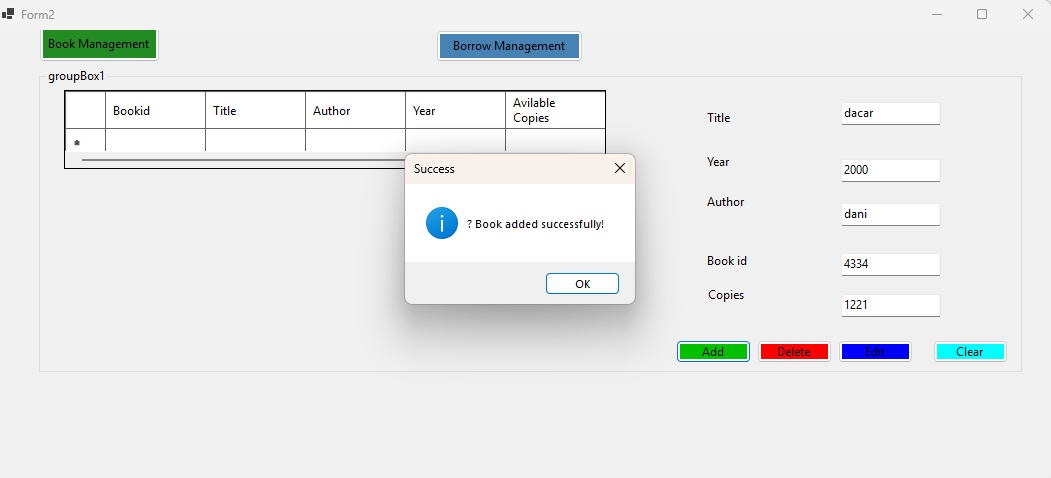 Form2
Book Management
Borrow Management
groupBox1
Bookid
Title
Author
Year
Avilable
Copies
*
Title
dacar
Year
2000
Author
dani
Book id
4334
Copies
1221
Success
? Book added successfully!
OK
Add
Delete
Edit
Clear